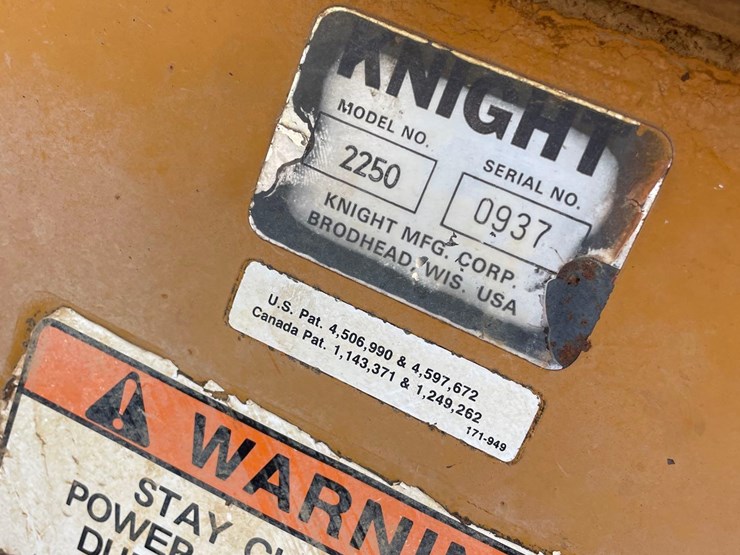 KNIGHT
MODEL NO.
SERIAL NO.
2250
0937
KNIGHT MFG. CORP.
BRODHEAD, WIS. USA
U.S. Pat. 4,506,990 & 4,597,672
Canada Pat. 1,143,371 & 1,249,262
171-949
WARNIN
STAY
POWER